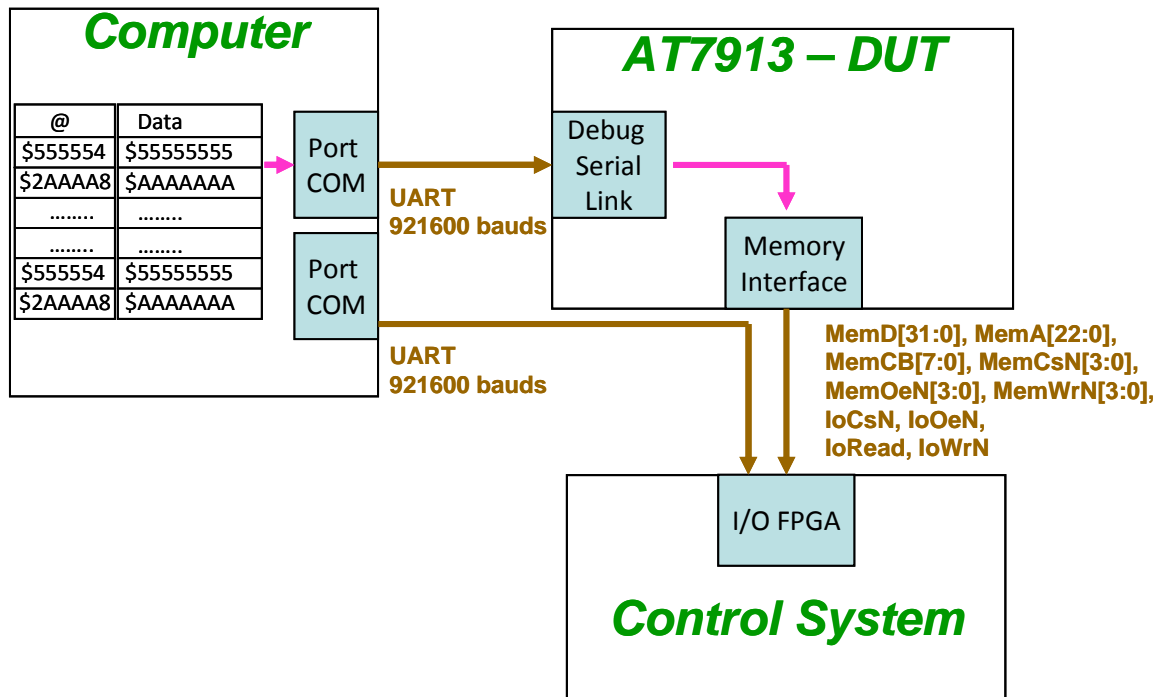 Computer
@ Data
$555554 $55555555
$2AAAA8 $AAAAAAA
........ ........
........ ........
$555554 $55555555
$2AAAA8 $AAAAAAA
Port
COM
Port
COM
UART
921600 bauds
UART
921600 bauds
AT7913 – DUT
Debug
Serial
Link
Memory
Interface
MemD[31:0], MemA[22:0],
MemCB[7:0], MemCsN[3:0],
MemOeN[3:0], MemWrN[3:0],
IoCsN, IoOeN,
IoRead, IoWrN
I/O FPGA
Control System